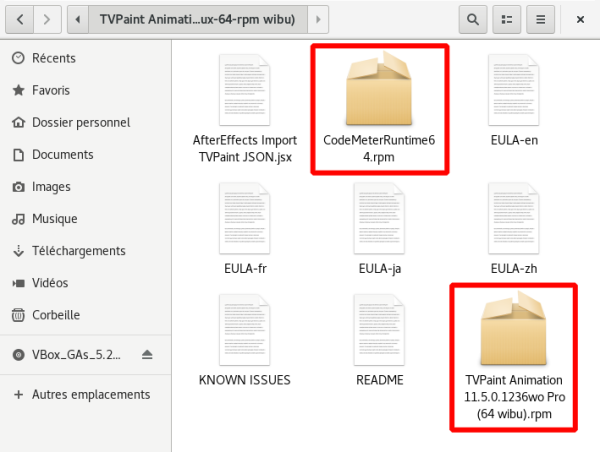 TVPaint Animati...ux-64-rpm wibu)
Récents
Favoris
Dossier personnel
Documents
Images
Musique
Téléchargements
Vidéos
Corbeille
VBox_GAs_5.2...
Autres emplacements
AfterEffects Import
TVPaint JSON.jsx
CodeMeterRuntime6
4.rpm
EULA-en
EULA-fr
EULA-ja
EULA-zh
KNOWN ISSUES
README
TVPaint Animation
11.5.0.1236wo Pro
(64 wibu).rpm